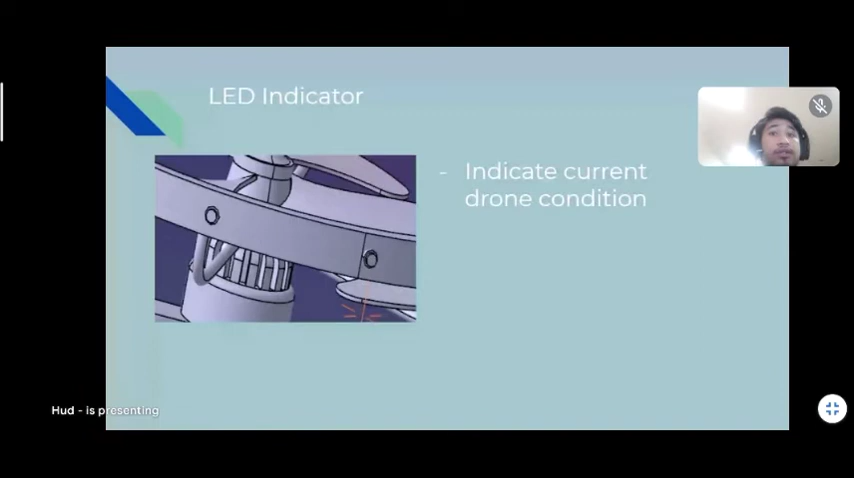 LED Indicator
- Indicate current
drone condition
Hud - is presenting